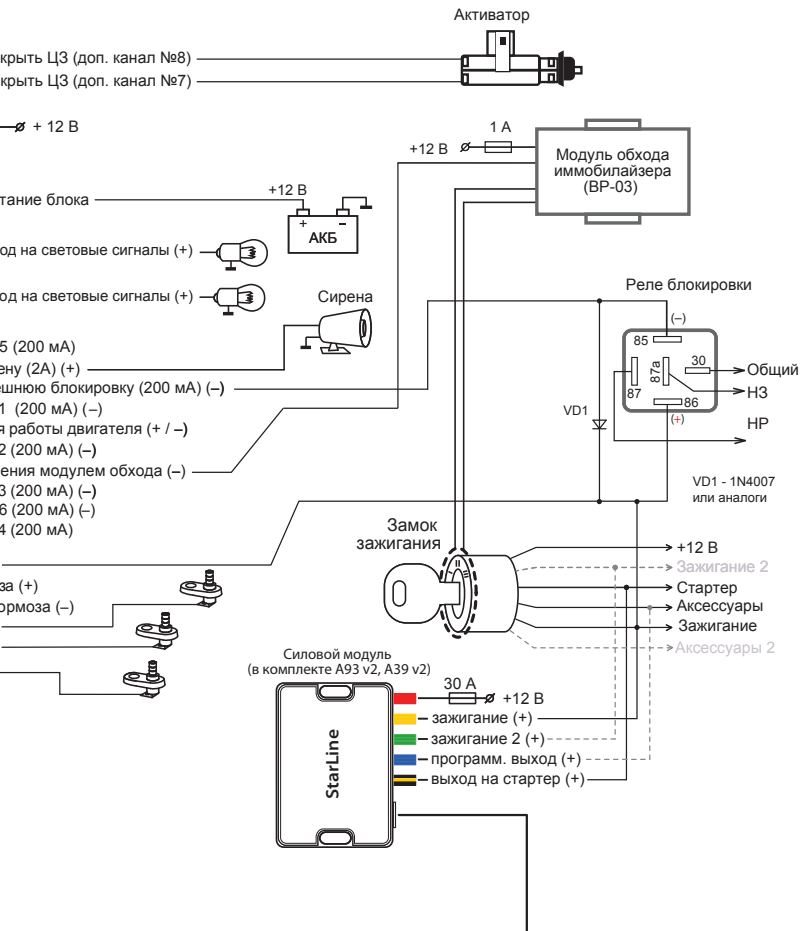 Активатор
крыть ЦЗ (доп. канал №8)
крыть ЦЗ (доп. канал №7)
+ 12 В
1 А
+12 В
Модуль обхода
иммобилайзера
(BP-03)
тание блока
+12 В
+ –
АКБ
од на световые сигналы (+)
од на световые сигналы (+)
Сирена
Реле блокировки
(–)
85
87a
30
87
86
(+)
Общий
НЗ
НР
5 (200 мА)
ену (2А) (+)
ешнюю блокировку (200 мА) (–)
1 (200 мА) (–)
я работы двигателя (+ / –)
2 (200 мА) (–)
ения модулем обхода (–)
3 (200 мА) (–)
6 (200 мА) (–)
4 (200 мА)
VD1
VD1 - 1N4007
или аналоги
Замок
зажигания
II
+12 В
Зажигание 2
Стартер
Аксессуары
Зажигание
Аксессуары 2
за (+)
ормоза (–)
Силовой модуль
(в комплекте A93 v2, A39 v2)
StarLine
30 А
+12 В
зажигание (+)
зажигание 2 (+)
программ. выход (+)
выход на стартер (+)